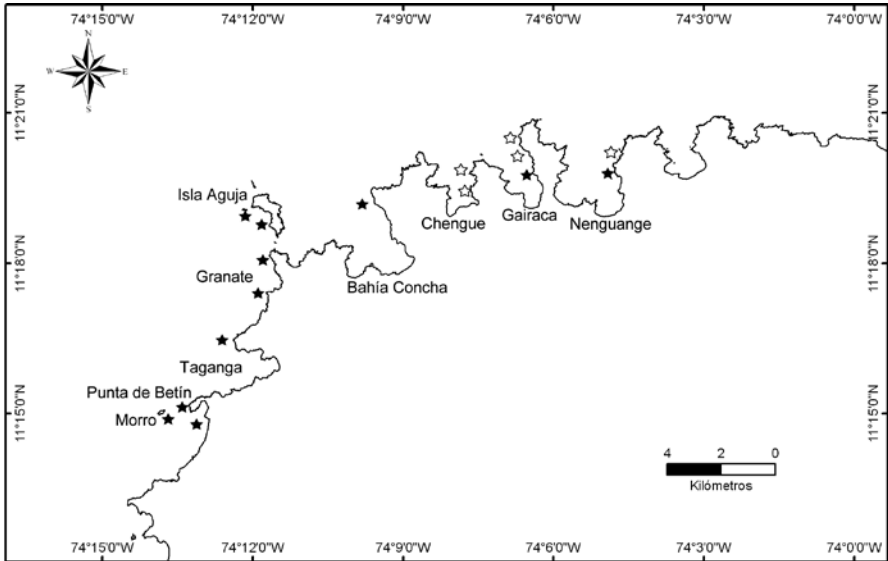 74°15'0"W 74°12'0"W 74°9'0"W 74°6'0"W 74°3'0"W 74°0'0"W
N
W E
S
11°21'0"N 11°21'0"N
Isla Aguja
Chengue Gairaca Nenguange
11°18'0"N 11°18'0"N
Granate
Bahía Concha
Taganga
Punta de Betín
11°15'0"N 11°15'0"N
Morro
4 2 0
Kilómetros
74°15'0"W 74°12'0"W 74°9'0"W 74°6'0"W 74°3'0"W 74°0'0"W